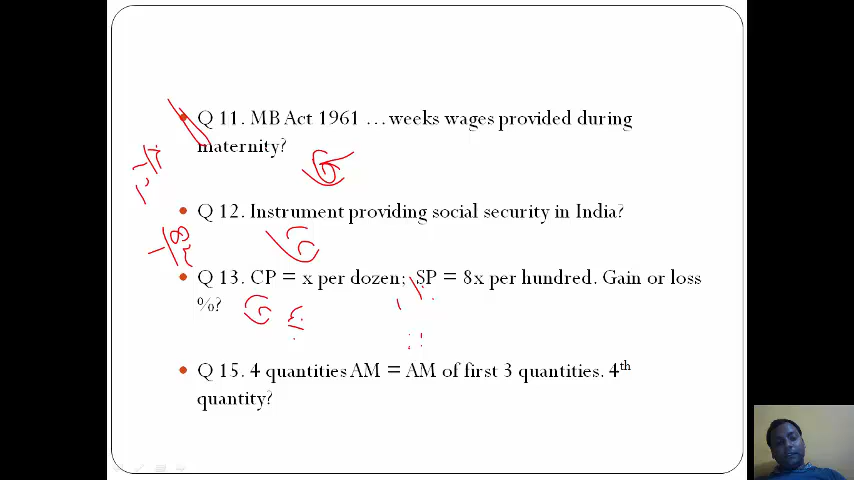 Q 11. MB Act 1961 …weeks wages provided during
maternity?
Q 12. Instrument providing social security in India?
Q 13. CP = x per dozen; SP = 8x per hundred. Gain or loss
%?
Q 15. 4 quantities AM = AM of first 3 quantities. 4th
quantity?